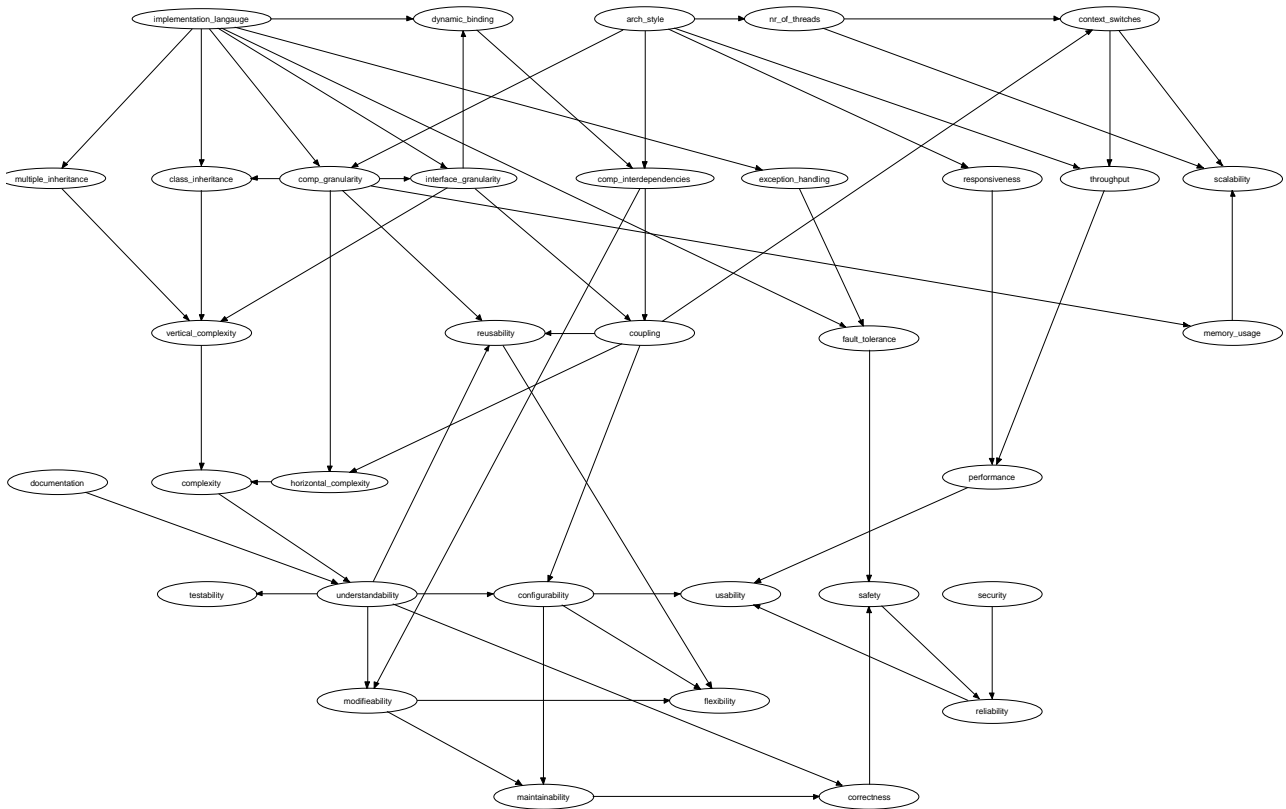 implementation_langauge
dynamic_binding
arch_style
nr_of_threads
context_switches
multiple_inheritance
class_inheritance
comp_granularity
interface_granularity
comp_interdependencies
exception_handling
responsiveness
throughput
scalability
vertical_complexity
reusability
coupling
fault_tolerance
memory_usage
documentation
complexity
horizontal_complexity
performance
testability
understandability
configurability
usability
safety
security
modifieability
flexibility
reliability
maintainability
correctness